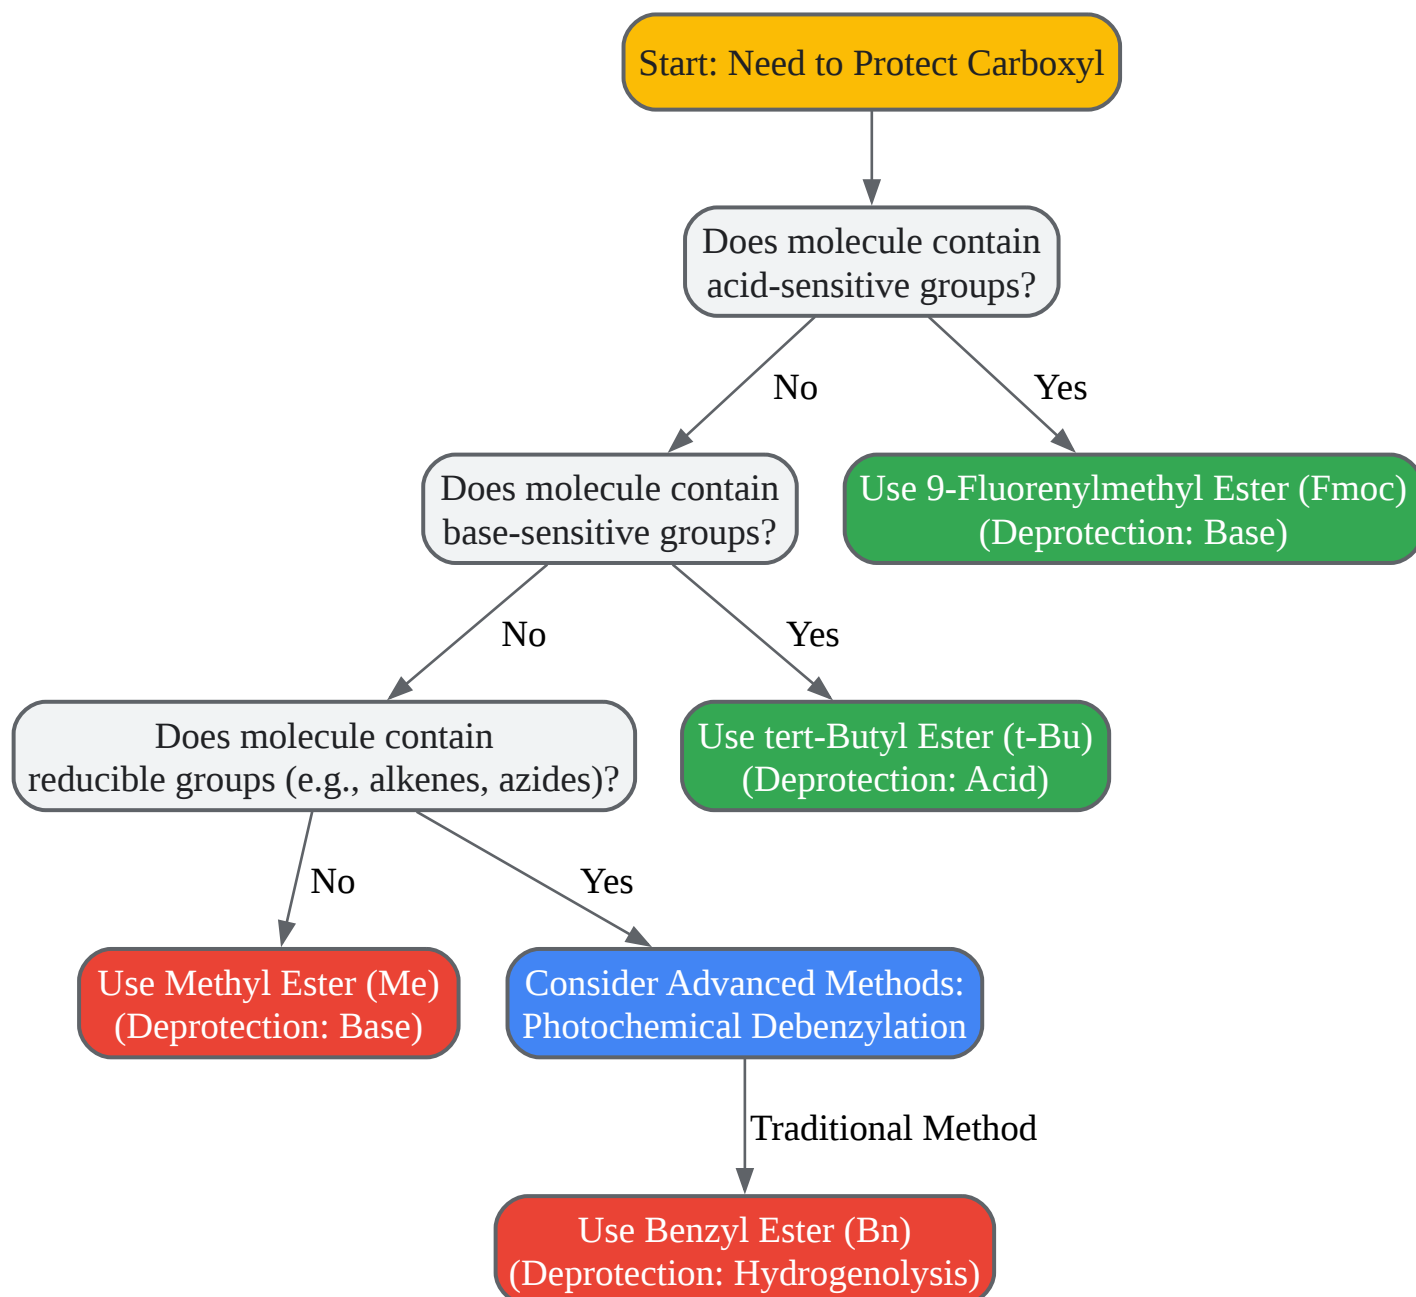 Start: Need to Protect Carboxyl
Does molecule contain
acid-sensitive groups?
No
Yes
Does molecule contain
base-sensitive groups?
Use 9-Fluorenylmethyl Ester (Fmoc)
(Deprotection: Base)
No
Yes
Does molecule contain
reducible groups (e.g., alkenes, azides)?
Use tert-Butyl Ester (t-Bu)
(Deprotection: Acid)
No
Yes
Use Methyl Ester (Me)
(Deprotection: Base)
Consider Advanced Methods:
Photochemical Debenzylation
Traditional Method
Use Benzyl Ester (Bn)
(Deprotection: Hydrogenolysis)